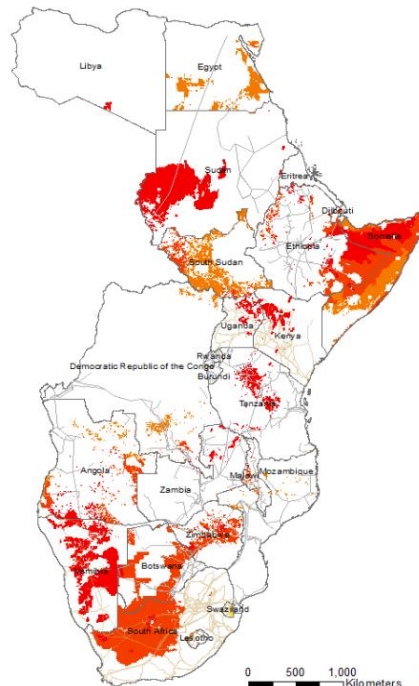 Libya
Egypt
Sudan
Eritrea
Djibouti
Somalia
Ethiopia
South Sudan
Uganda
Kenya
Rwanda
Democratic Republic of the Congo
Burundi
Tanzania
Angola
Malawi
Mozambique
Zambia
Zimbabwe
Namibia
Botswana
Swaziland
South Africa
Lesotho
0 500 1,000
Kilometers